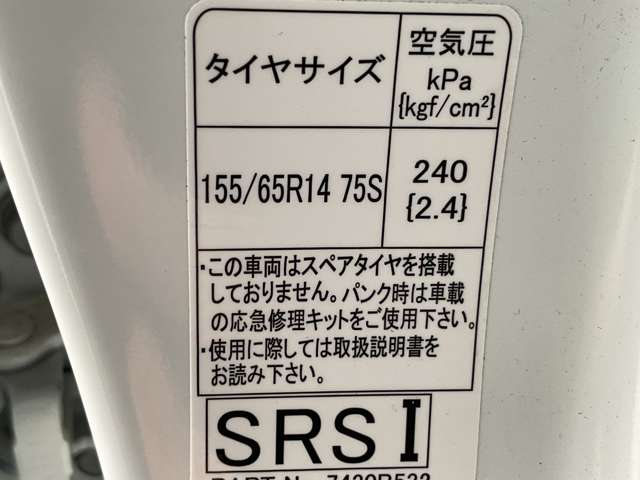 タイヤサイズ
空気圧
kPa
{kgf/cm²}
155/65R14 75S
240
{2.4}
・この車両はスペアタイヤを搭載
しておりません。パンク時は車載
の応急修理キットをご使用下さい。
・使用に際しては取扱説明書を
お読み下さい。
SRS I